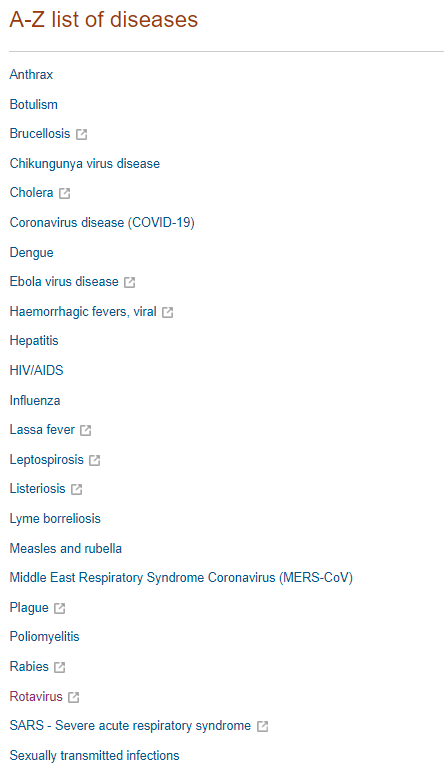 A-Z list of diseases
Anthrax
Botulism
Brucellosis
Chikungunya virus disease
Cholera
Coronavirus disease (COVID-19)
Dengue
Ebola virus disease
Haemorrhagic fevers, viral
Hepatitis
HIV/AIDS
Influenza
Lassa fever
Leptospirosis
Listeriosis
Lyme borreliosis
Measles and rubella
Middle East Respiratory Syndrome Coronavirus (MERS-CoV)
Plague
Poliomyelitis
Rabies
Rotavirus
SARS - Severe acute respiratory syndrome
Sexually transmitted infections